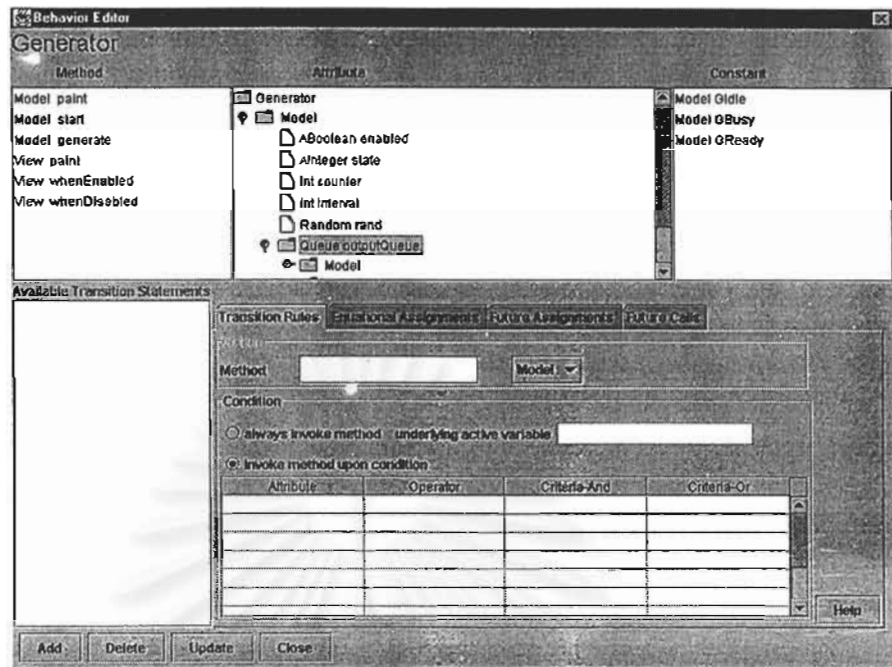 Behavior Editor
Generator
Method Attribute Constant
Model paint
Model start
Model generate
View paint
View whenEnabled
View whenDisabled
Generator
Model
ABoolean enabled
AInteger state
int counter
int interval
Random rand
Queue outputQueue
Model
Model GIdle
Model GBusy
Model GReady
Available Transition Statements
Transition Rules Equational Assignments Future Assignments Future Calls
Method Model
Condition
always invoke method underlying active variable
invoke method upon condition
Attribute Operator Criteria-And Criteria-Or
Help
Add Delete Update Close